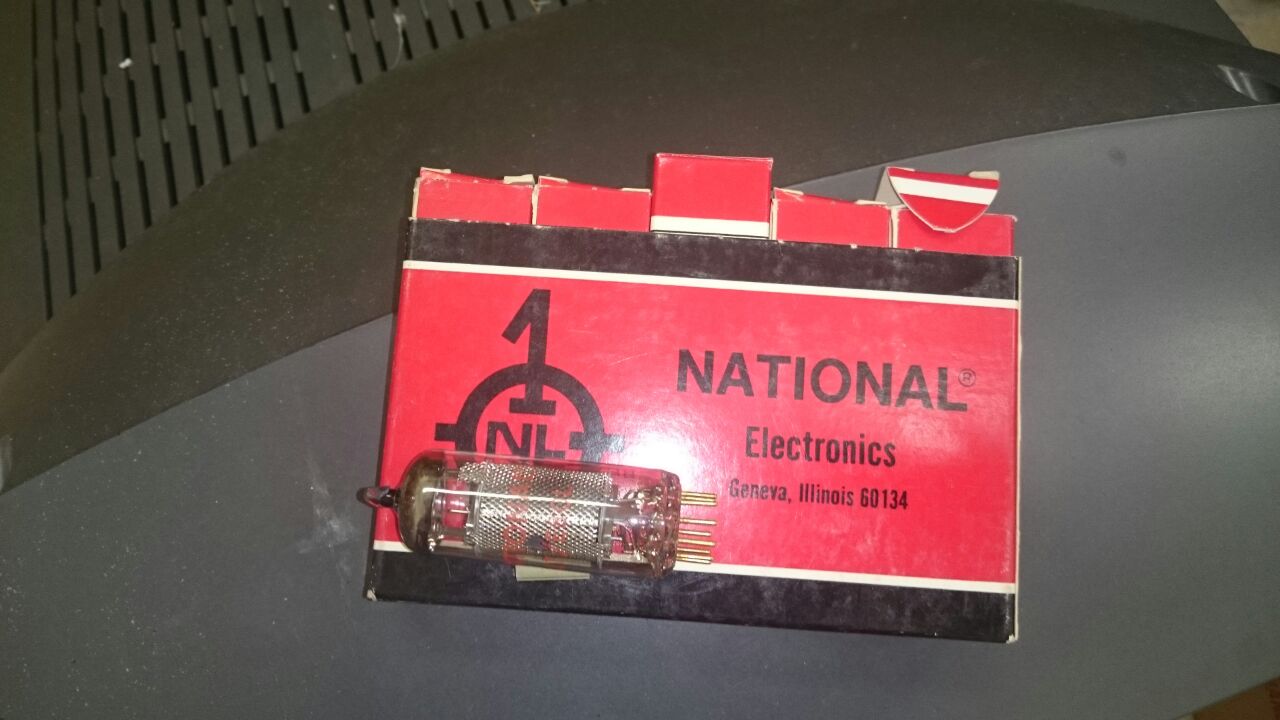 1
NL
NATIONAL®
Electronics
Geneva, Illinois 60134